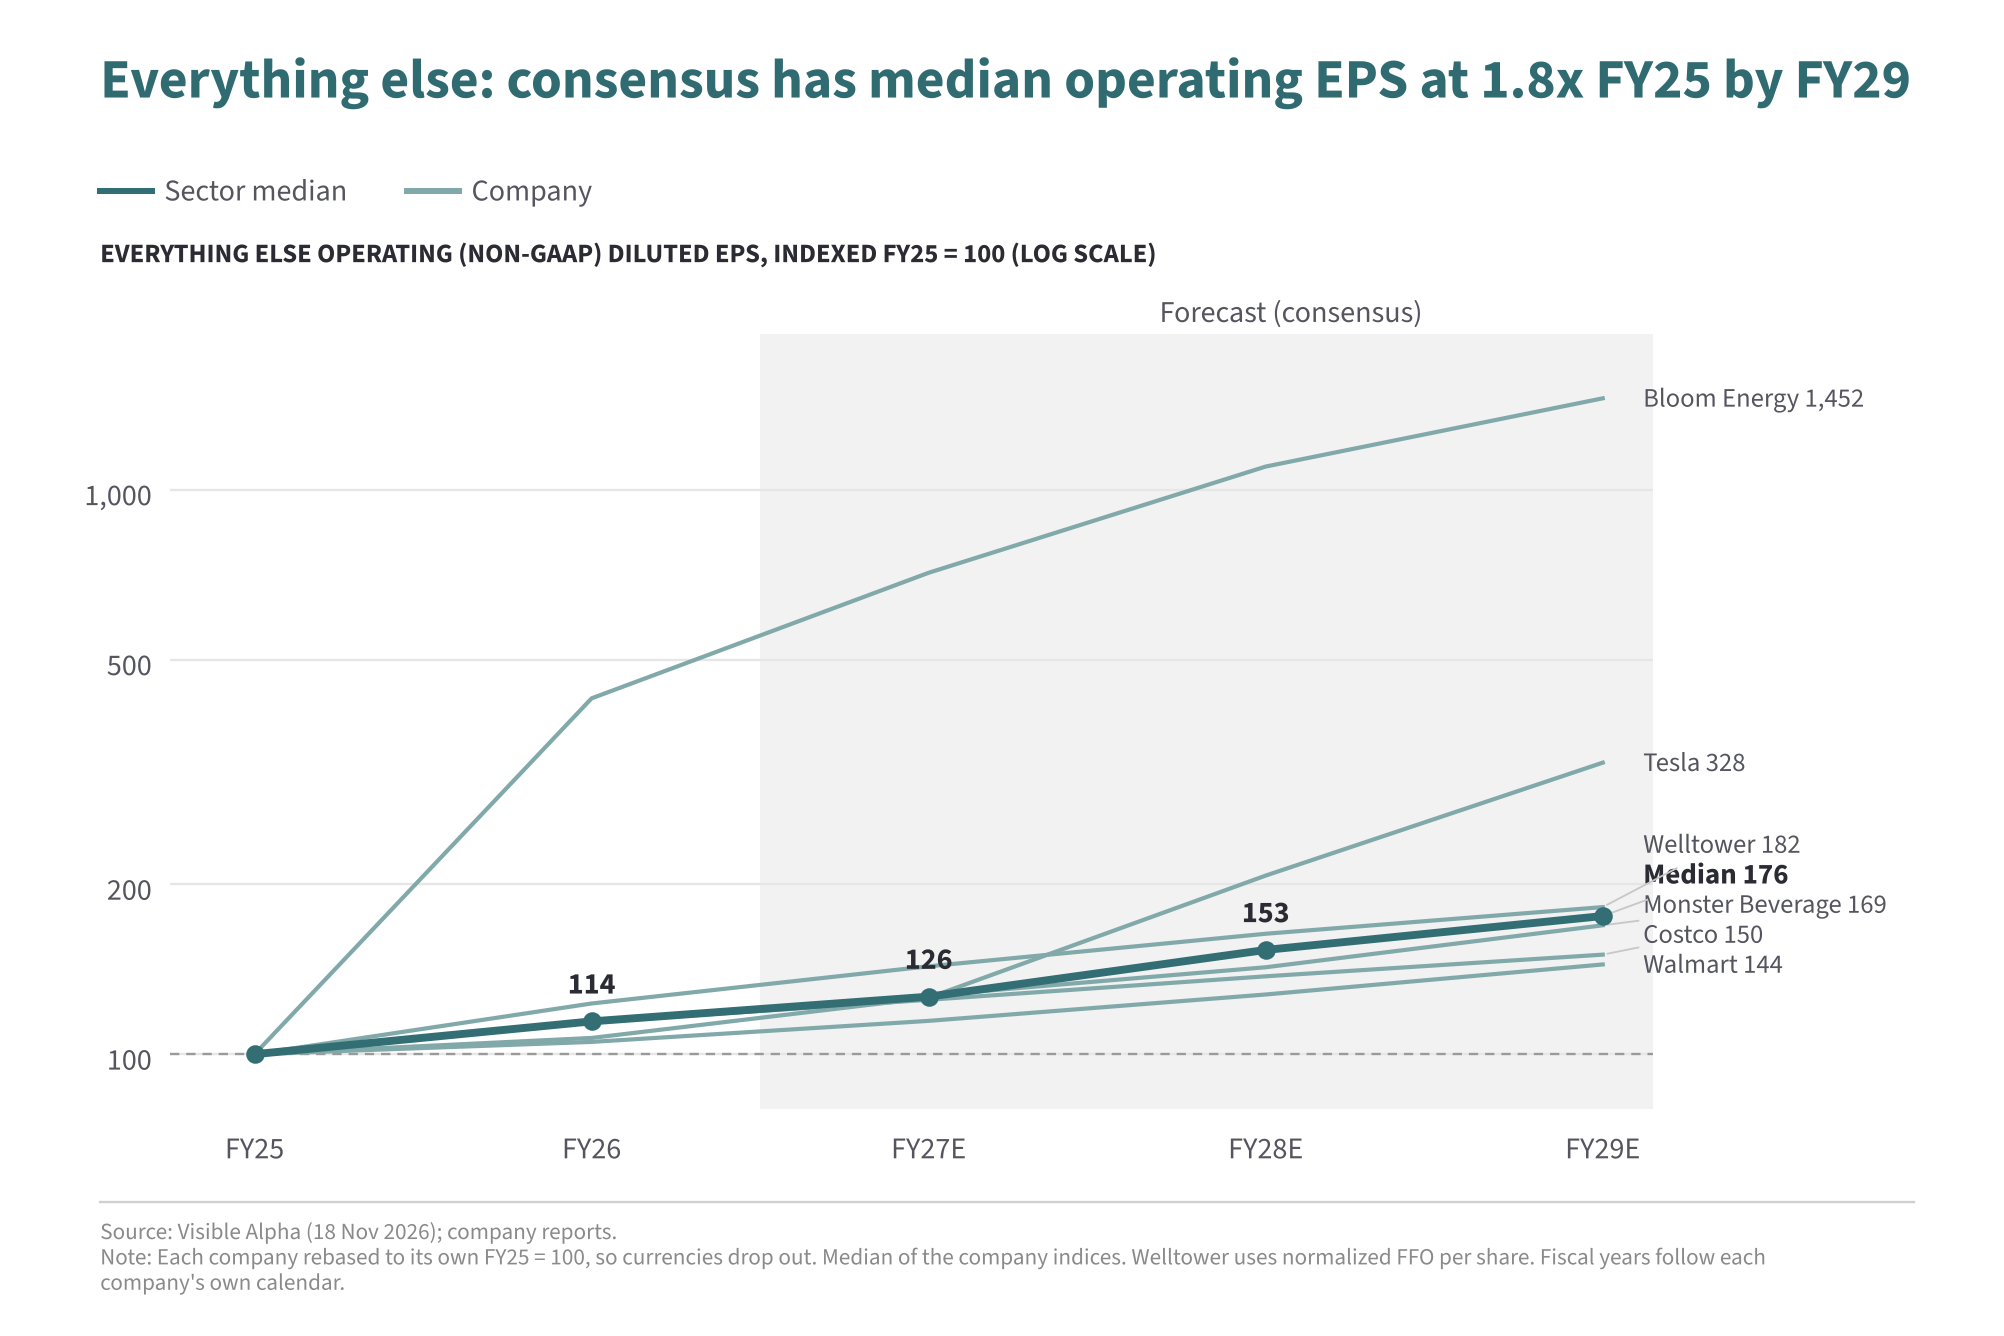 Everything else: consensus has median operating EPS at 1.8x FY25 by FY29
Sector median
Company
EVERYTHING ELSE OPERATING (NON-GAAP) DILUTED EPS, INDEXED FY25 = 100 (LOG SCALE)
Forecast (consensus)
1,000
500
200
100
114
126
153
Bloom Energy 1,452
Tesla 328
Welltower 182
Median 176
Monster Beverage 169
Costco 150
Walmart 144
FY25
FY26
FY27E
FY28E
FY29E
Source: Visible Alpha (18 Nov 2026); company reports.
Note: Each company rebased to its own FY25 = 100, so currencies drop out. Median of the company indices. Welltower uses normalized FFO per share. Fiscal years follow each
company's own calendar.